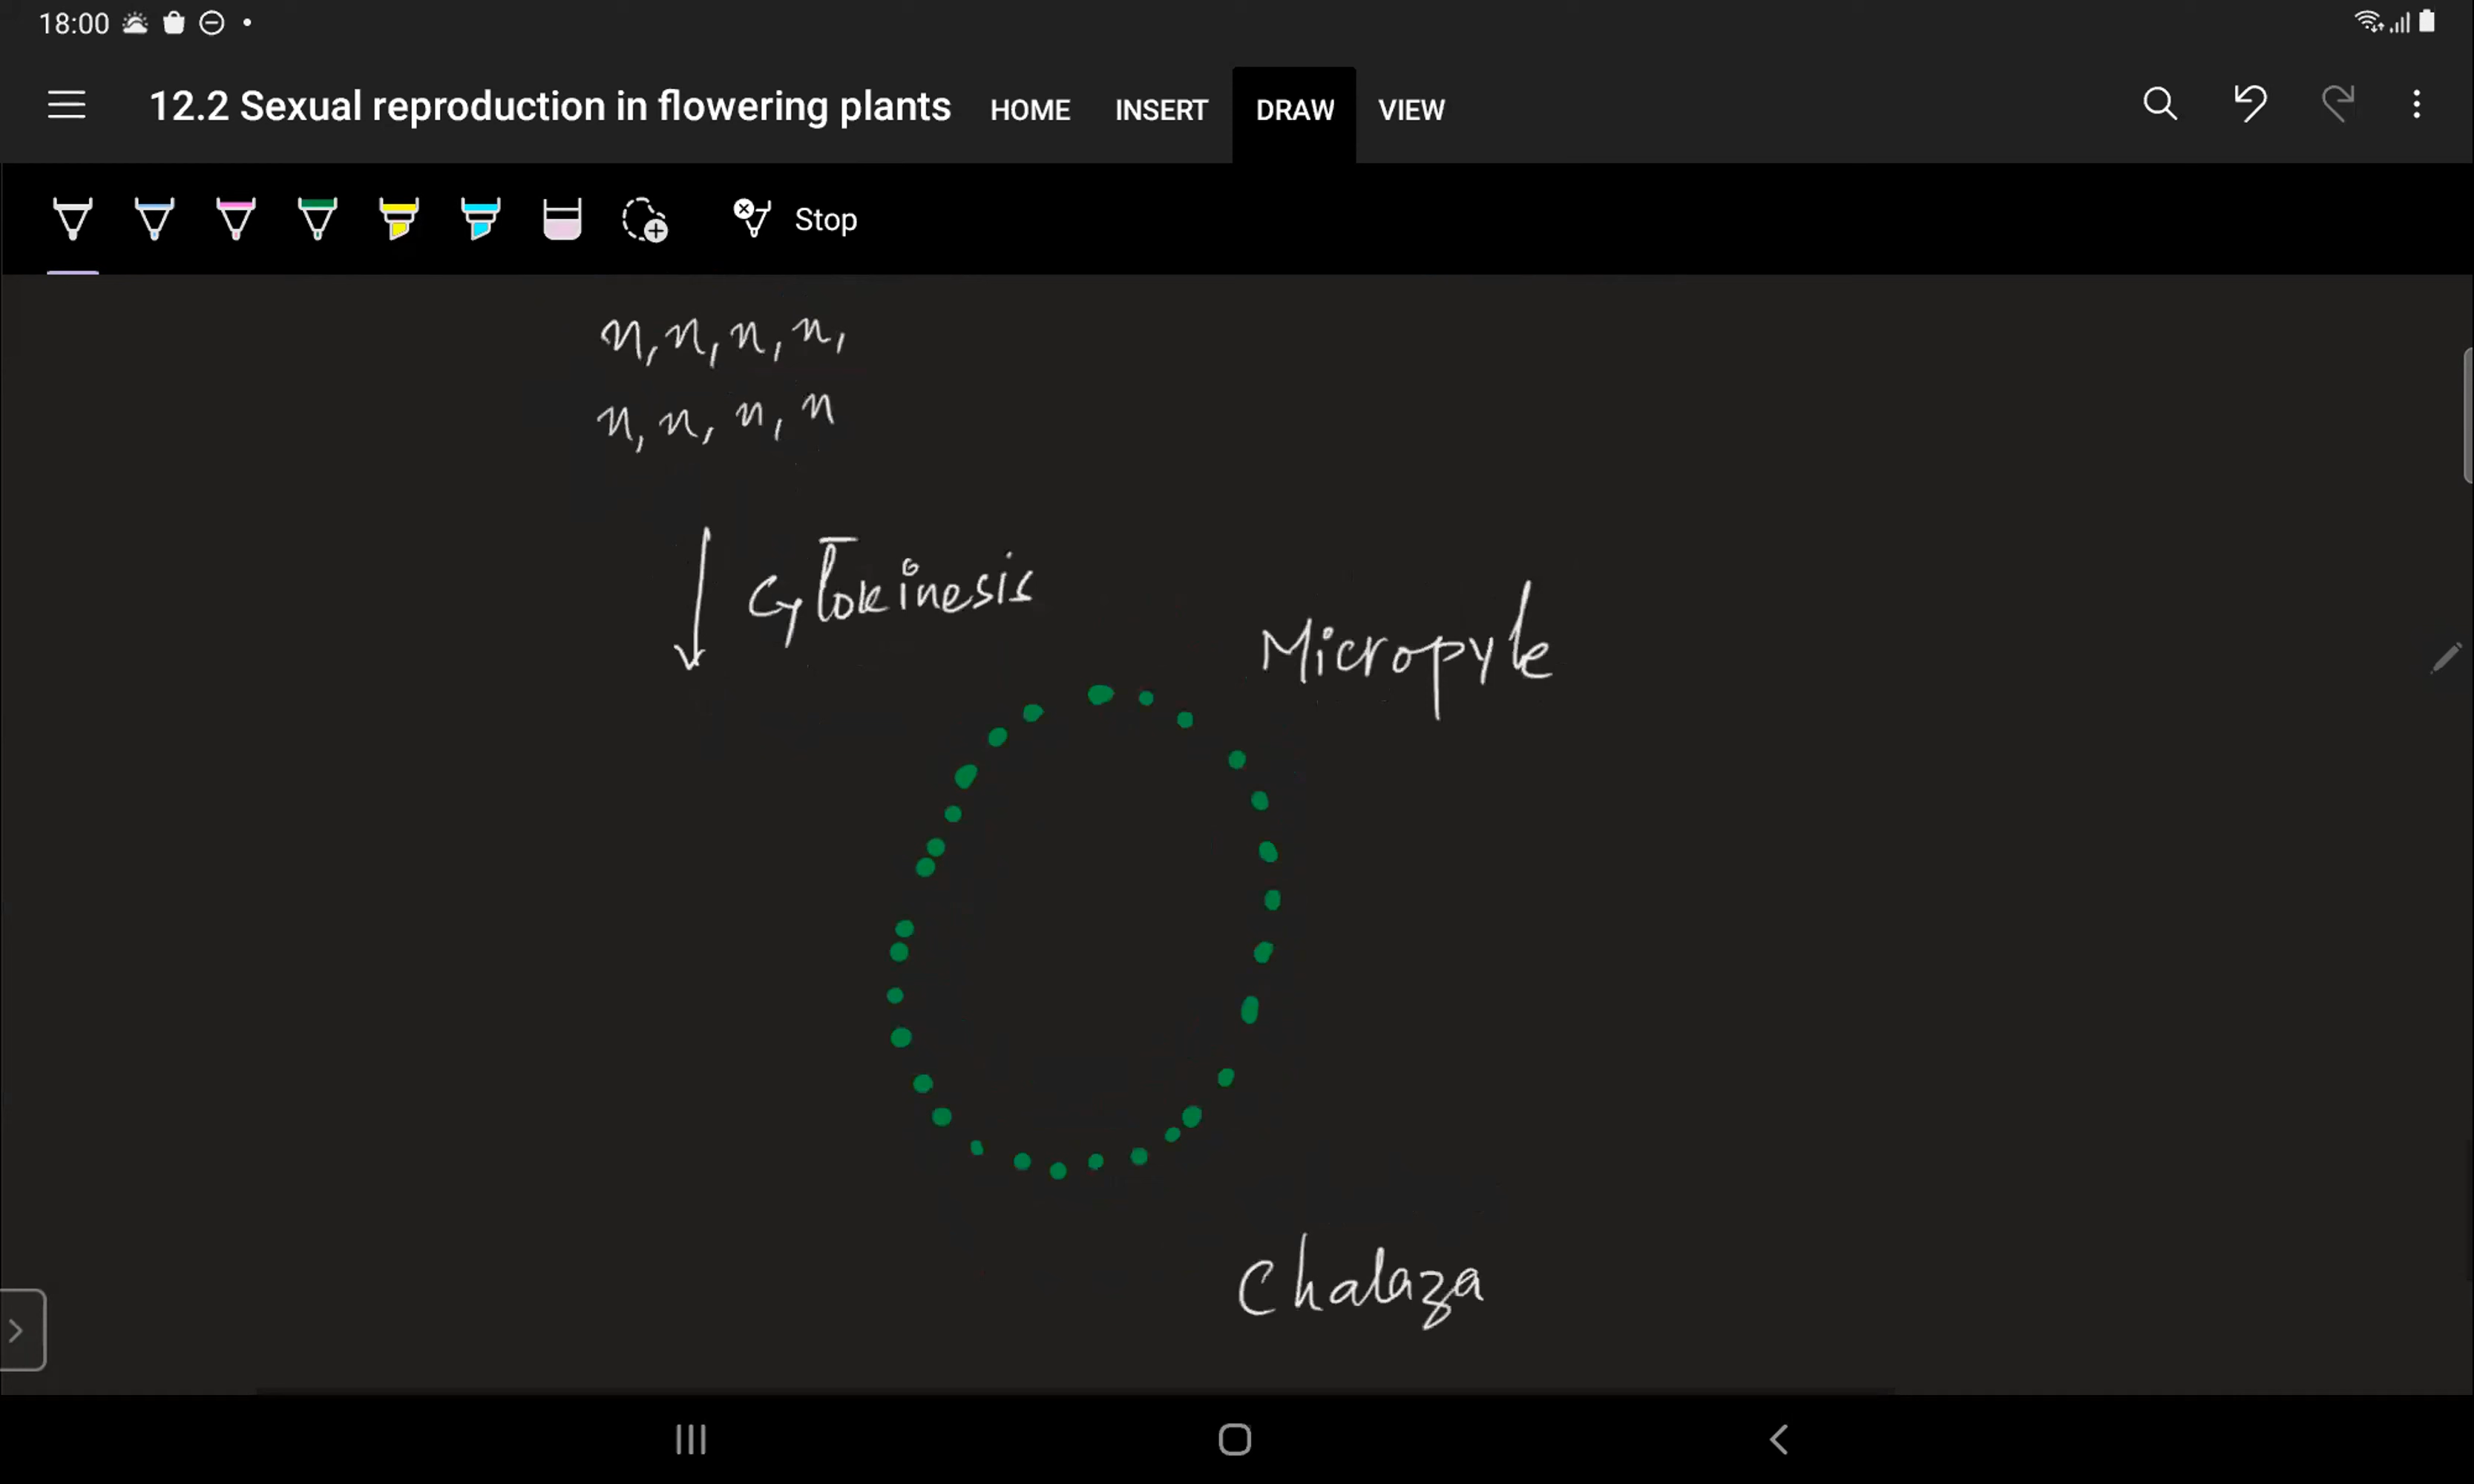 18:00
12.2 Sexual reproduction in flowering plants HOME INSERT DRAW VIEW
Stop
n, n, n, n,
n, n, n, n
Cytokinesis
Micropyle
Chalaza